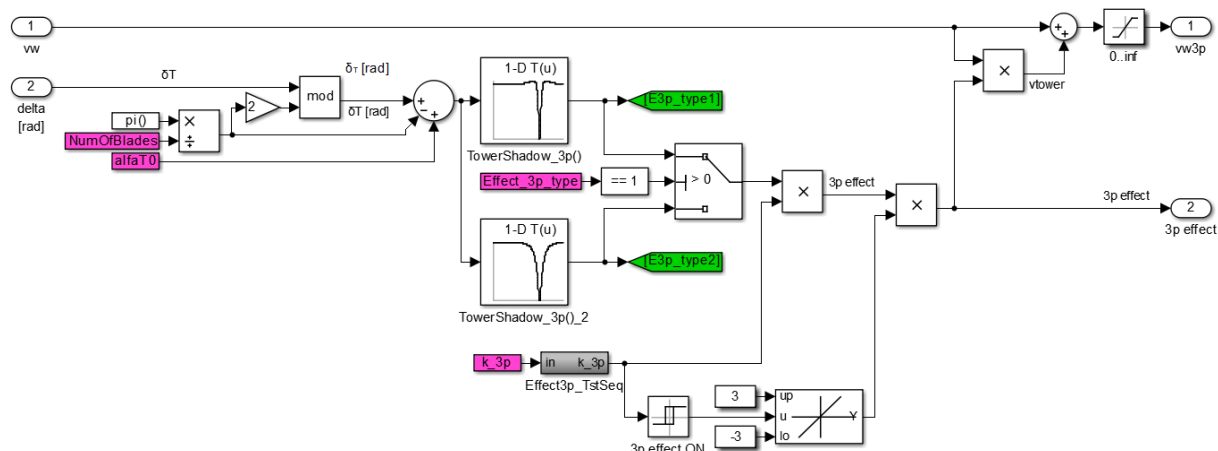 1
vw
2
delta
[rad]
δT
pi()
NumOfBlades
alfaT0
×
÷
2
mod
δT [rad]
δT [rad]
+
−
+
1-D T(u)
TowerShadow_3p()
[E3p_type1]
Effect_3p_type
== 1
> 0
1-D T(u)
TowerShadow_3p()_2
[E3p_type2]
k_3p
in k_3p
Effect3p_TstSeq
3p effect ON
3
-3
up
u
lo
Y
×
3p effect
×
×
vtower
+
+
0..inf
1
vw3p
3p effect
2
3p effect